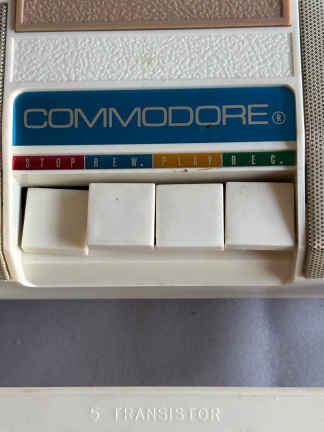 COMMODORE®
STOP REW. PLAY REC.
5 TRANSISTOR